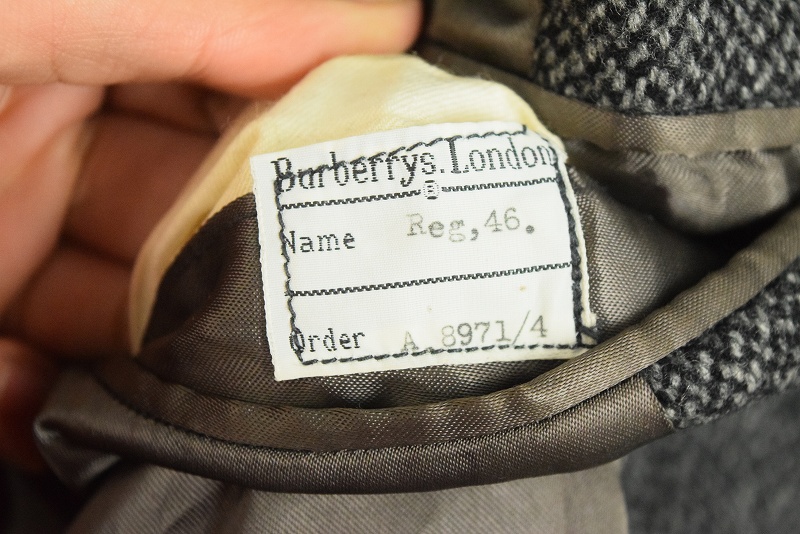 Burberrys.London
®
Name Reg,46.
Order A 8971/4